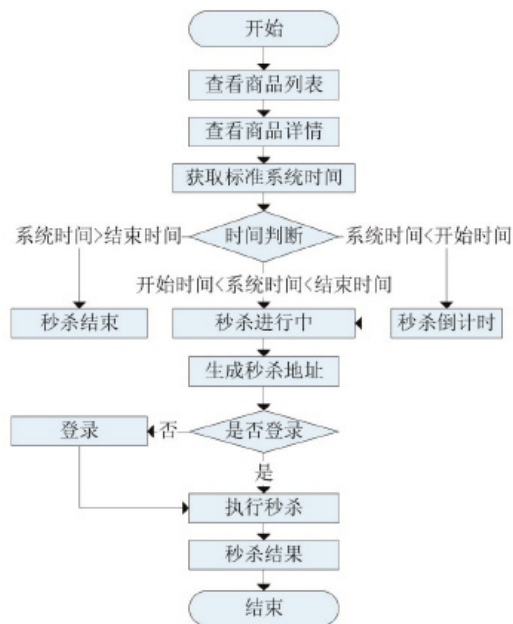 开始
查看商品列表
查看商品详情
获取标准系统时间
系统时间>结束时间
时间判断
系统时间<开始时间
开始时间<系统时间<结束时间
秒杀结束
秒杀进行中
秒杀倒计时
生成秒杀地址
登录
否
是否登录
是
执行秒杀
秒杀结果
结束